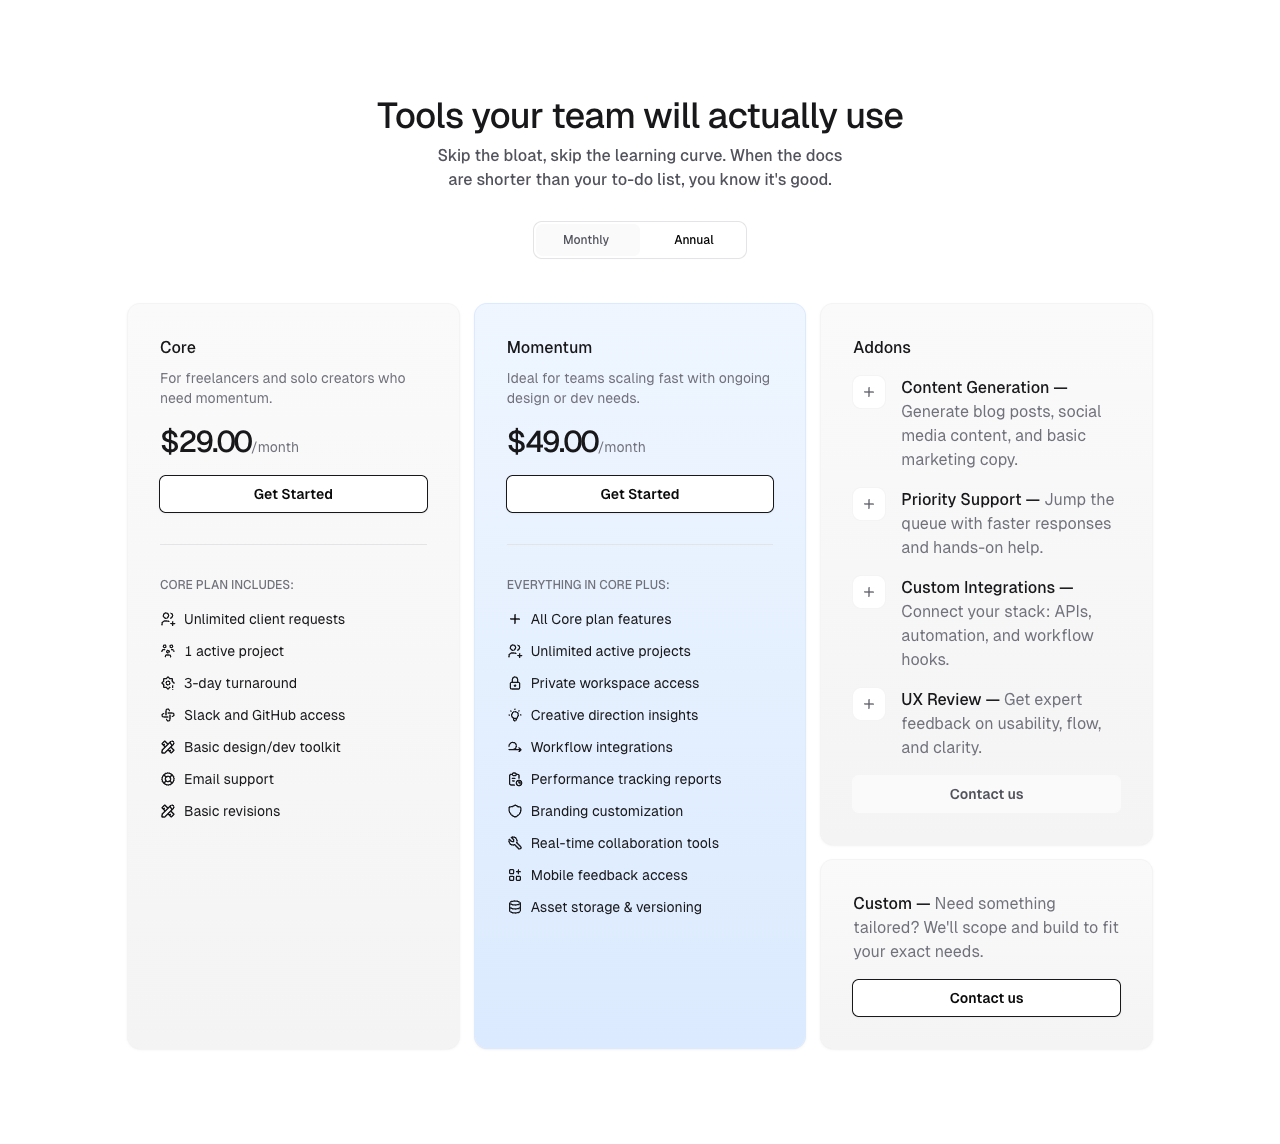 Tools your team will actually use
Skip the bloat, skip the learning curve. When the docs
are shorter than your to-do list, you know it's good.
Monthly
Annual
Core
For freelancers and solo creators who
need momentum.
$29.00/month
Get Started
CORE PLAN INCLUDES:
Unlimited client requests
1 active project
3-day turnaround
Slack and GitHub access
Basic design/dev toolkit
Email support
Basic revisions
Momentum
Ideal for teams scaling fast with ongoing
design or dev needs.
$49.00/month
Get Started
EVERYTHING IN CORE PLUS:
All Core plan features
Unlimited active projects
Private workspace access
Creative direction insights
Workflow integrations
Performance tracking reports
Branding customization
Real-time collaboration tools
Mobile feedback access
Asset storage & versioning
Addons
Content Generation —
Generate blog posts, social
media content, and basic
marketing copy.
Priority Support — Jump the
queue with faster responses
and hands-on help.
Custom Integrations —
Connect your stack: APIs,
automation, and workflow
hooks.
UX Review — Get expert
feedback on usability, flow,
and clarity.
Contact us
Custom — Need something
tailored? We'll scope and build to fit
your exact needs.
Contact us